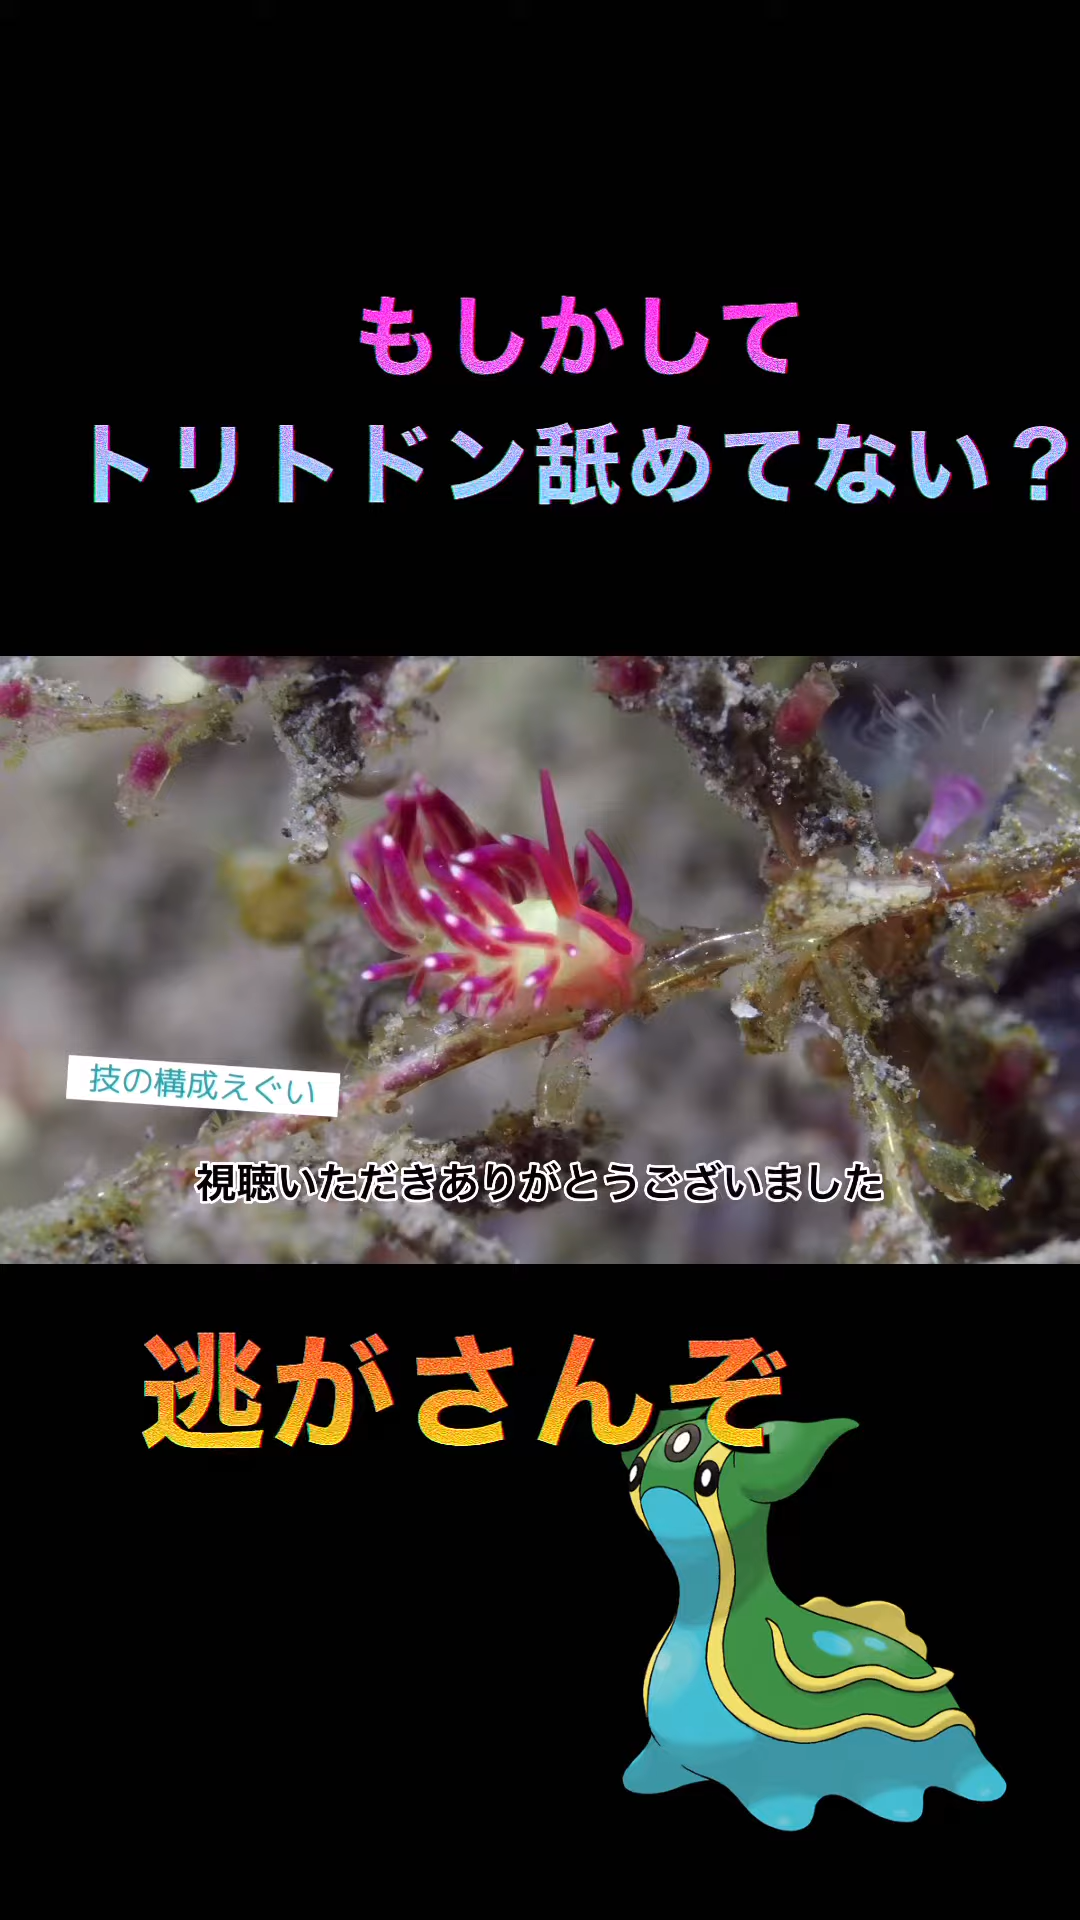 もしかして
トリトドン舐めてない？
技の構成えぐい
視聴いただきありがとうございました
逃がさんぞ